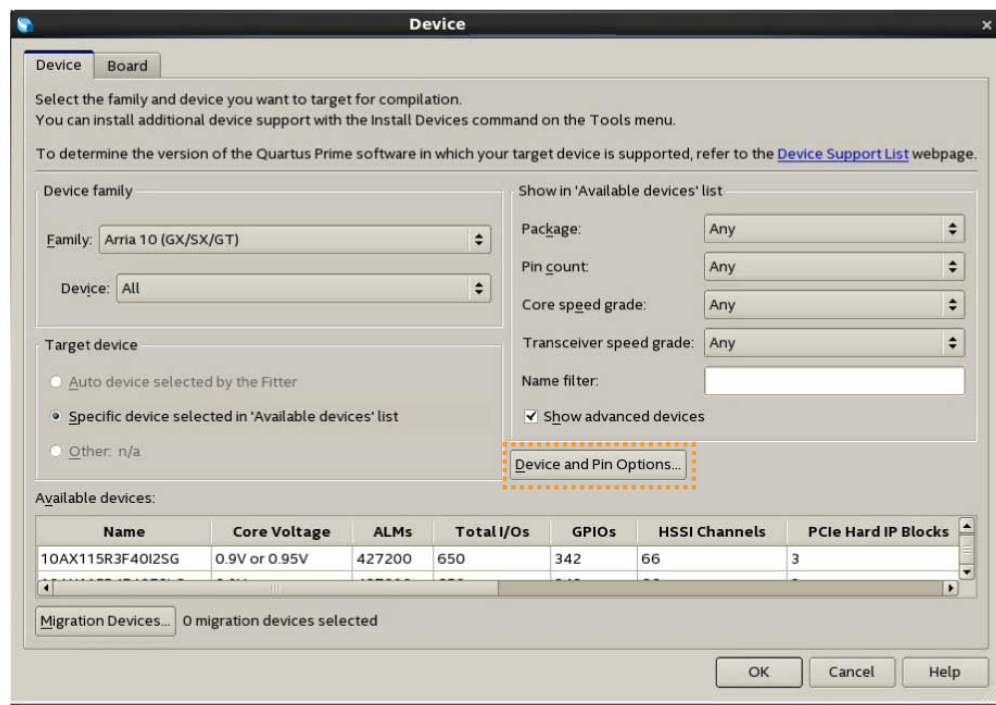 Device
Device Board
Select the family and device you want to target for compilation.
You can install additional device support with the Install Devices command on the Tools menu.
To determine the version of the Quartus Prime software in which your target device is supported, refer to the Device Support List webpage.
Device family
Family: Arria 10 (GX/SX/GT)
Device: All
Show in 'Available devices' list
Package: Any
Pin count: Any
Core speed grade: Any
Transceiver speed grade: Any
Name filter:
Show advanced devices
Target device
Auto device selected by the Fitter
Specific device selected in 'Available devices' list
Other: n/a
Device and Pin Options...
Available devices:
Name Core Voltage ALMs Total I/Os GPIOs HSSI Channels PCIe Hard IP Blocks
10AX115R3F40I2SG 0.9V or 0.95V 427200 650 342 66 3
Migration Devices... 0 migration devices selected
OK Cancel Help